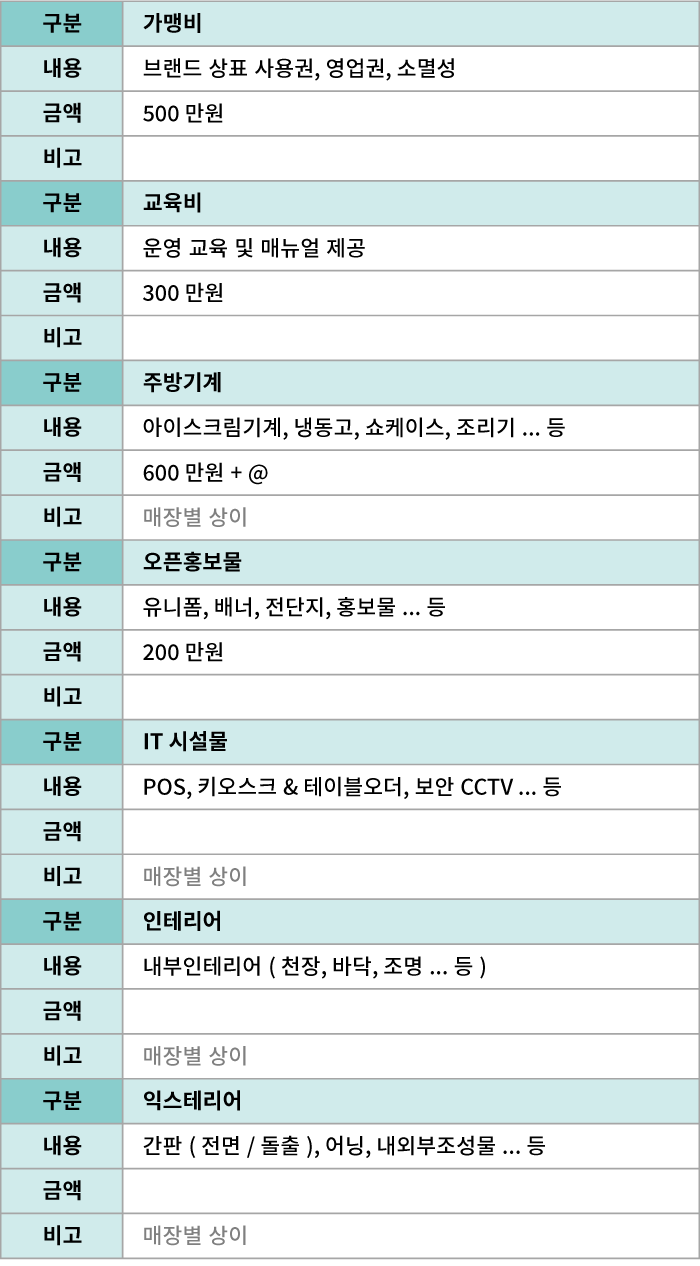 구분 가맹비
내용 브랜드 상표 사용권, 영업권, 소멸성
금액 500 만원
비고
구분 교육비
내용 운영 교육 및 매뉴얼 제공
금액 300 만원
비고
구분 주방기계
내용 아이스크림기계, 냉동고, 쇼케이스, 조리기 ... 등
금액 600 만원 + @
비고 매장별 상이
구분 오픈홍보물
내용 유니폼, 배너, 전단지, 홍보물 ... 등
금액 200 만원
비고
구분 IT 시설물
내용 POS, 키오스크 & 테이블오더, 보안 CCTV ... 등
금액
비고 매장별 상이
구분 인테리어
내용 내부인테리어 ( 천장, 바닥, 조명 ... 등 )
금액
비고 매장별 상이
구분 익스테리어
내용 간판 ( 전면 / 돌출 ), 어닝, 내외부조성물 ... 등
금액
비고 매장별 상이